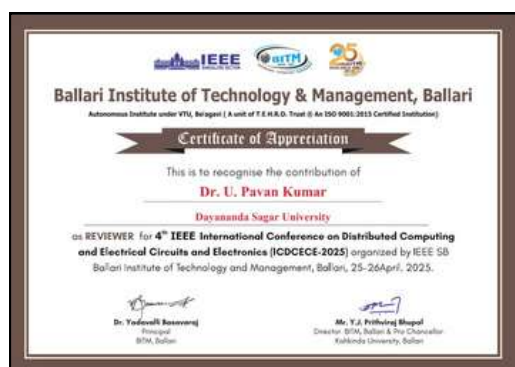 IEEE
BANGALORE SECTION
BITM
25
Ballari Institute of Technology & Management, Ballari
Autonomous Institute under VTU, Belagavi ( A unit of T.E.H.R.D. Trust ® An ISO 9001:2015 Certified Institution)
Certificate of Appreciation
This is to recognise the contribution of
Dr. U. Pavan Kumar
Dayananda Sagar University
as REVIEWER for 4th IEEE International Conference on Distributed Computing
and Electrical Circuits and Electronics (ICDCECE-2025) organized by IEEE SB
Ballari Institute of Technology and Management, Ballari, 25-26April, 2025.
Dr. Yadavalli Basavaraj
Principal
BITM, Ballari
Mr. Y.J. Prithviraj Bhupal
Director BITM, Ballari & Pro Chancellor
Kishkinda University, Ballari